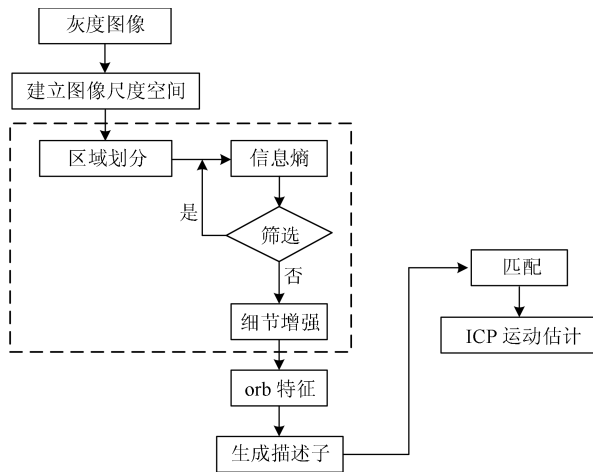 灰度图像
建立图像尺度空间
区域划分
信息熵
是
筛选
否
细节增强
orb 特征
生成描述子
匹配
ICP 运动估计